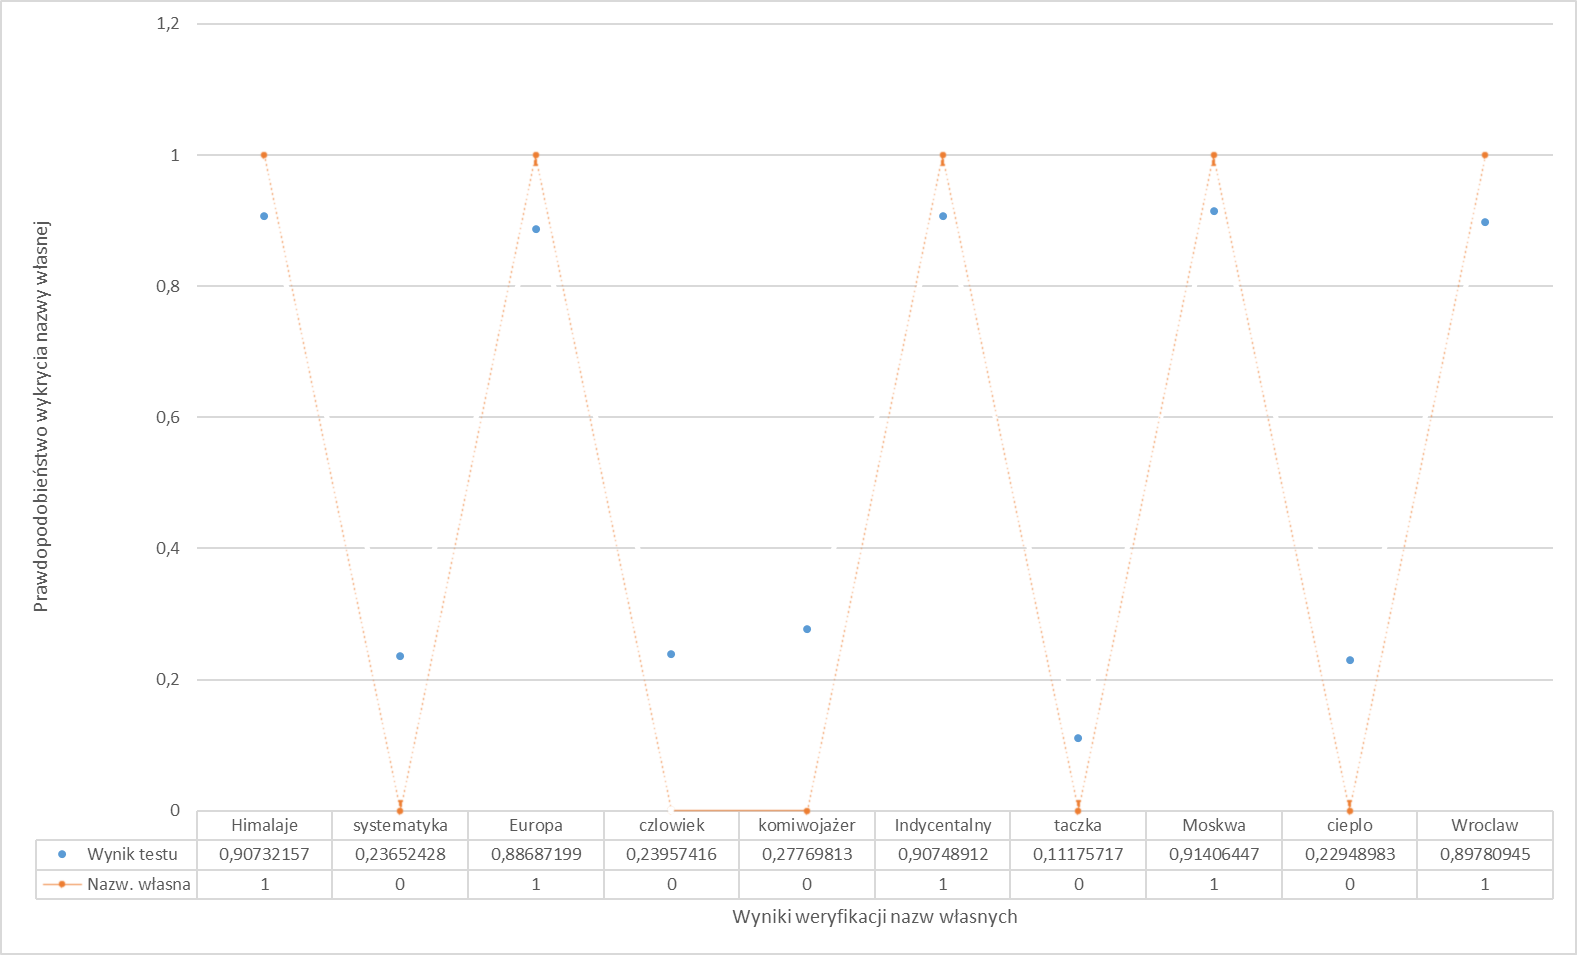 1,2
1
0,8
0,6
0,4
0,2
0
Prawdopodobieństwo wykrycia nazwy własnej
Himalaje systematyka Europa czlowiek komiwojażer Indycentalny taczka Moskwa cieplo Wroclaw
Wynik testu 0,90732157 0,23652428 0,88687199 0,23957416 0,27769813 0,90748912 0,11175717 0,91406447 0,22948983 0,89780945
Nazw. własna 1 0 1 0 0 1 0 1 0 1
Wyniki weryfikacji nazw własnych